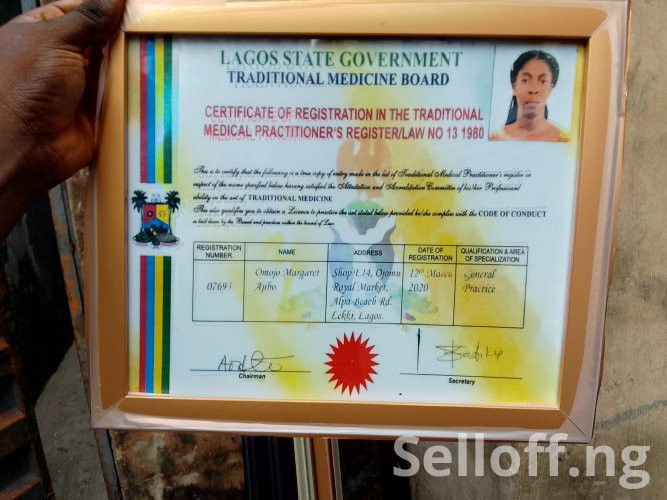 LAGOS STATE GOVERNMENT
TRADITIONAL MEDICINE BOARD
CERTIFICATE OF REGISTRATION IN THE TRADITIONAL
MEDICAL PRACTITIONER'S REGISTER/LAW NO 13 1980
This is to certify that the following is a true copy of entry made in the list of Traditional Medical Practitioner's register in
respect of the name specified below having satisfied the Attestation and Accreditation Committee of his/her Professional
ability in the art of TRADITIONAL MEDICINE
This also qualifies you to obtain a Licence to practice the art stated below provided he/she complies with the CODE OF CONDUCT
as laid down by the Board and practice within the board of Law.
REGISTRATION NUMBER
NAME
ADDRESS
DATE OF REGISTRATION
QUALIFICATION & AREA OF SPECIALIZATION
07693
Omojo Margaret
Ajibo.
Shop L14, Ojomu
Royal Market,
Alpa Beach Rd.
Lekki, Lagos.
12th March
2020
General
Practice
Chairman
Secretary
Selloff.ng